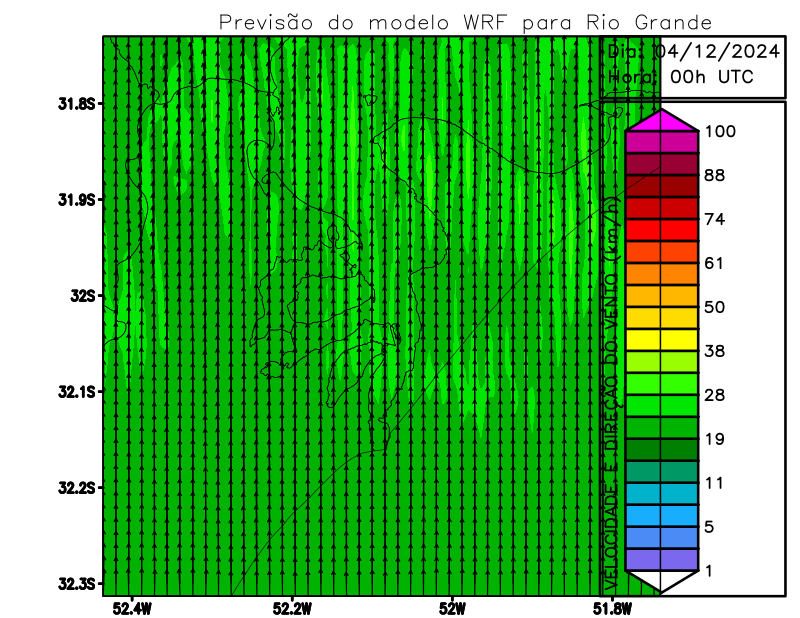 Previsão do modelo WRF para Rio Grande
Dia: 04/12/2024
Hora: 00h UTC
31.8S
31.9S
32S
32.1S
32.2S
32.3S
52.4W
52.2W
52W
51.8W
VELOCIDADE E DIREÇÃO DO VENTO (km/h)
100
88
74
61
50
38
28
19
11
5
1